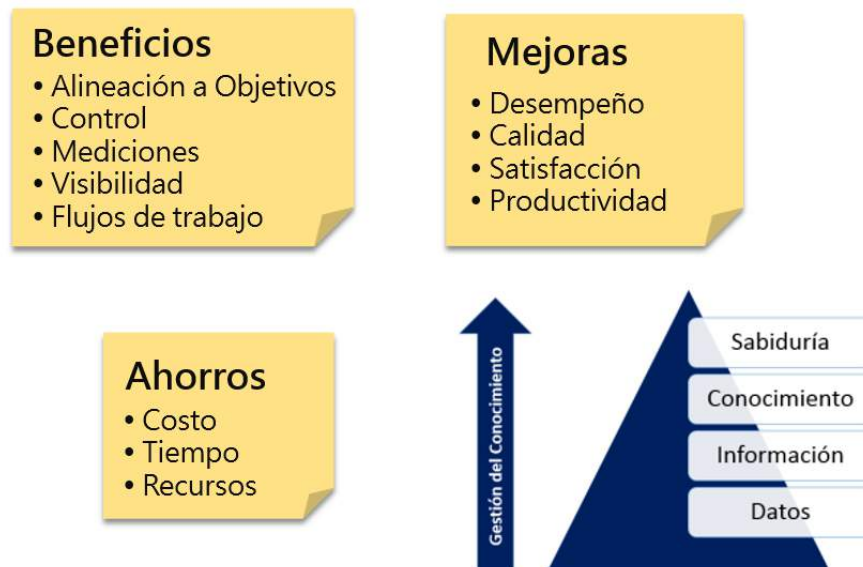 Beneficios
• Alineación a Objetivos
• Control
• Mediciones
• Visibilidad
• Flujos de trabajo
Mejoras
• Desempeño
• Calidad
• Satisfacción
• Productividad
Ahorros
• Costo
• Tiempo
• Recursos
Gestión del Conocimiento
Sabiduría
Conocimiento
Información
Datos